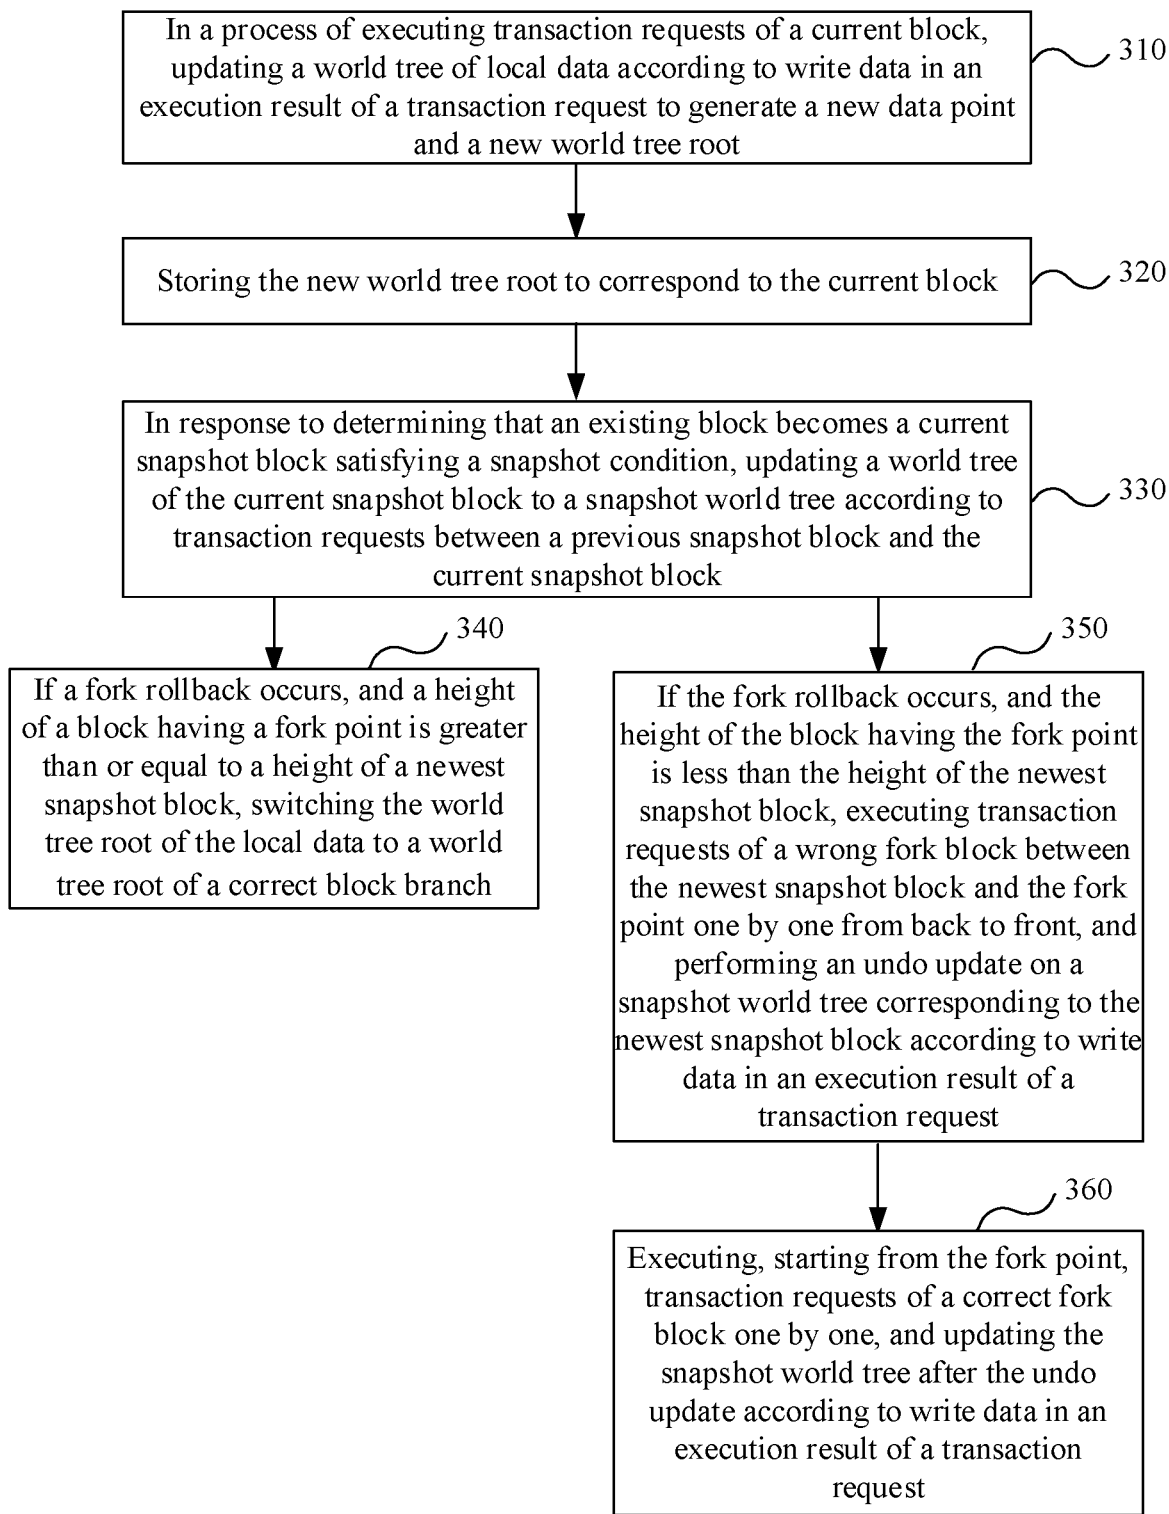 In a process of executing transaction requests of a current block,
updating a world tree of local data according to write data in an
execution result of a transaction request to generate a new data point
and a new world tree root
310
Storing the new world tree root to correspond to the current block
320
In response to determining that an existing block becomes a current
snapshot block satisfying a snapshot condition, updating a world tree
of the current snapshot block to a snapshot world tree according to
transaction requests between a previous snapshot block and the
current snapshot block
330
340
If a fork rollback occurs, and a height
of a block having a fork point is greater
than or equal to a height of a newest
snapshot block, switching the world
tree root of the local data to a world
tree root of a correct block branch
350
If the fork rollback occurs, and the
height of the block having the fork point
is less than the height of the newest
snapshot block, executing transaction
requests of a wrong fork block between
the newest snapshot block and the fork
point one by one from back to front, and
performing an undo update on a
snapshot world tree corresponding to the
newest snapshot block according to write
data in an execution result of a
transaction request
360
Executing, starting from the fork point,
transaction requests of a correct fork
block one by one, and updating the
snapshot world tree after the undo
update according to write data in an
execution result of a transaction
request